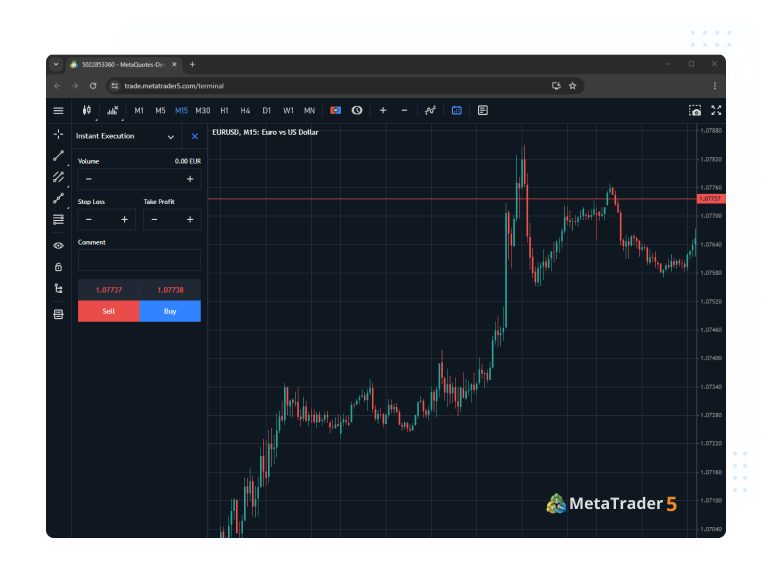 5022853360 - MetaQuotes-De
trade.metatrader5.com/terminal
M1 M5 M15 M30 H1 H4 D1 W1 MN
Instant Execution
EURUSD, M15: Euro vs US Dollar
Volume 0.00 EUR
- +
Stop Loss Take Profit
- + - +
Comment
1.07737 1.07738
Sell Buy
1.07880
1.07820
1.07760
1.07737
1.07700
1.07640
1.07580
1.07520
1.07460
1.07400
1.07340
1.07280
1.07220
1.07160
1.07100
1.07040
MetaTrader 5